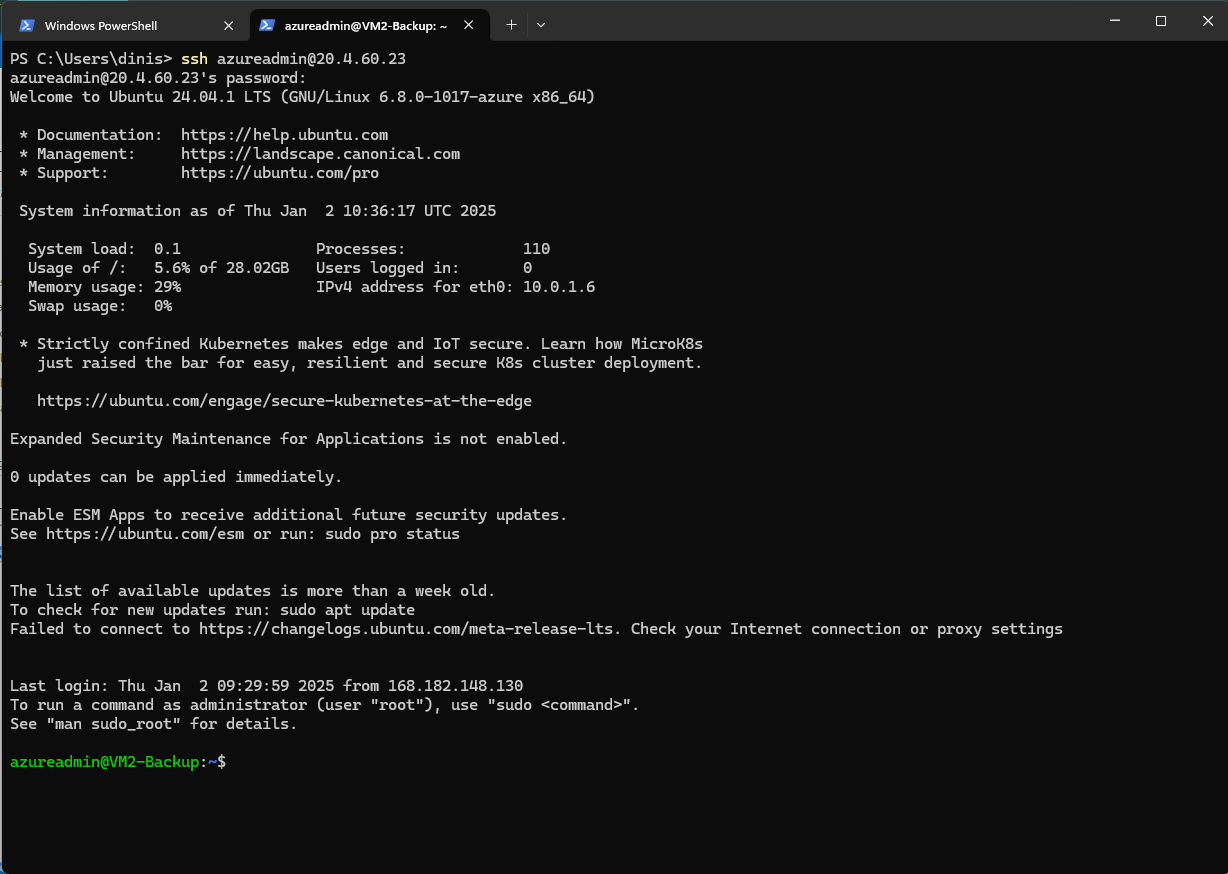 Windows PowerShell
azureadmin@VM2-Backup: ~
PS C:\Users\dinis> ssh azureadmin@20.4.60.23
azureadmin@20.4.60.23's password:
Welcome to Ubuntu 24.04.1 LTS (GNU/Linux 6.8.0-1017-azure x86_64)
* Documentation:  https://help.ubuntu.com
* Management:     https://landscape.canonical.com
* Support:        https://ubuntu.com/pro
System information as of Thu Jan  2 10:36:17 UTC 2025
System load:  0.1               Processes:             110
Usage of /:   5.6% of 28.02GB   Users logged in:       0
Memory usage: 29%               IPv4 address for eth0: 10.0.1.6
Swap usage:   0%
* Strictly confined Kubernetes makes edge and IoT secure. Learn how MicroK8s
just raised the bar for easy, resilient and secure K8s cluster deployment.
https://ubuntu.com/engage/secure-kubernetes-at-the-edge
Expanded Security Maintenance for Applications is not enabled.
0 updates can be applied immediately.
Enable ESM Apps to receive additional future security updates.
See https://ubuntu.com/esm or run: sudo pro status
The list of available updates is more than a week old.
To check for new updates run: sudo apt update
Failed to connect to https://changelogs.ubuntu.com/meta-release-lts. Check your Internet connection or proxy settings
Last login: Thu Jan  2 09:29:59 2025 from 168.182.148.130
To run a command as administrator (user "root"), use "sudo <command>".
See "man sudo_root" for details.
azureadmin@VM2-Backup:~$